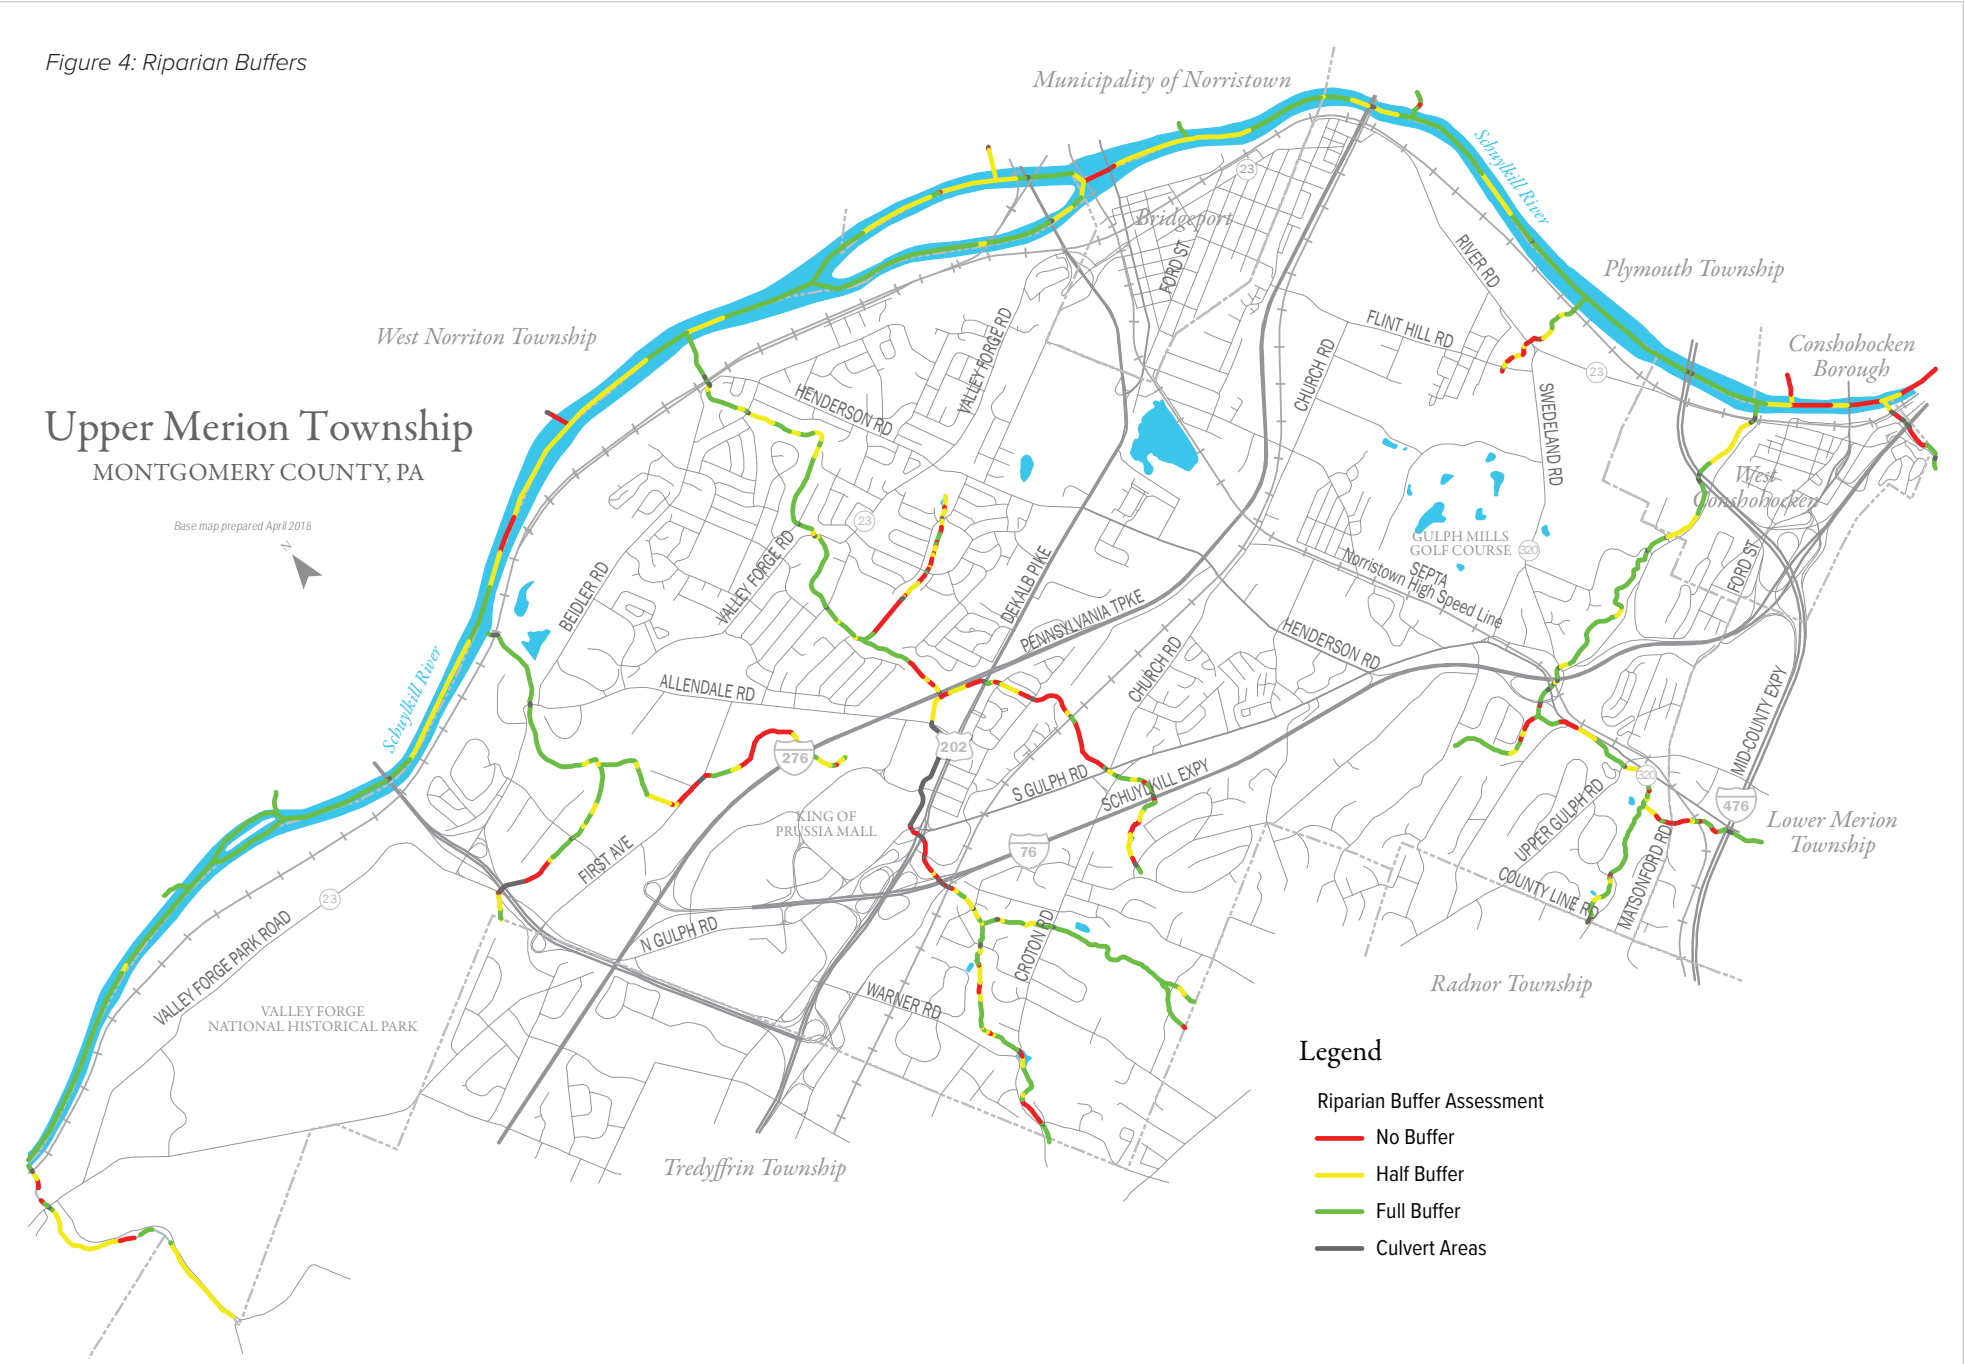 Figure 4: Riparian Buffers
Municipality of Norristown
Schuylkill River
23
Bridgeport
FORD ST
RIVER RD
Plymouth Township
West Norriton Township
VALLEY FORGE RD
FLINT HILL RD
CHURCH RD
23
Conshohocken
Borough
Upper Merion Township
MONTGOMERY COUNTY, PA
HENDERSON RD
SWEDELAND RD
West
Conshohocken
Base map prepared April 2018
N
23
GULPH MILLS
GOLF COURSE
320
SEPTA
Norristown High Speed Line
FORD ST
BEIDLER RD
VALLEY FORGE RD
DEKALB PIKE
PENNSYLVANIA TPKE
HENDERSON RD
CHURCH RD
Schuylkill River
ALLENDALE RD
MID-COUNTY EXPY
202
276
S GULPH RD
SCHUYLKILL EXPY
320
476
KING OF
PRUSSIA MALL
UPPER GULPH RD
Lower Merion
Township
76
FIRST AVE
MATSONFORD RD
COUNTY LINE RD
23
VALLEY FORGE PARK ROAD
N GULPH RD
CROTON RD
WARNER RD
Radnor Township
VALLEY FORGE
NATIONAL HISTORICAL PARK
Tredyffrin Township
Legend
Riparian Buffer Assessment
No Buffer
Half Buffer
Full Buffer
Culvert Areas